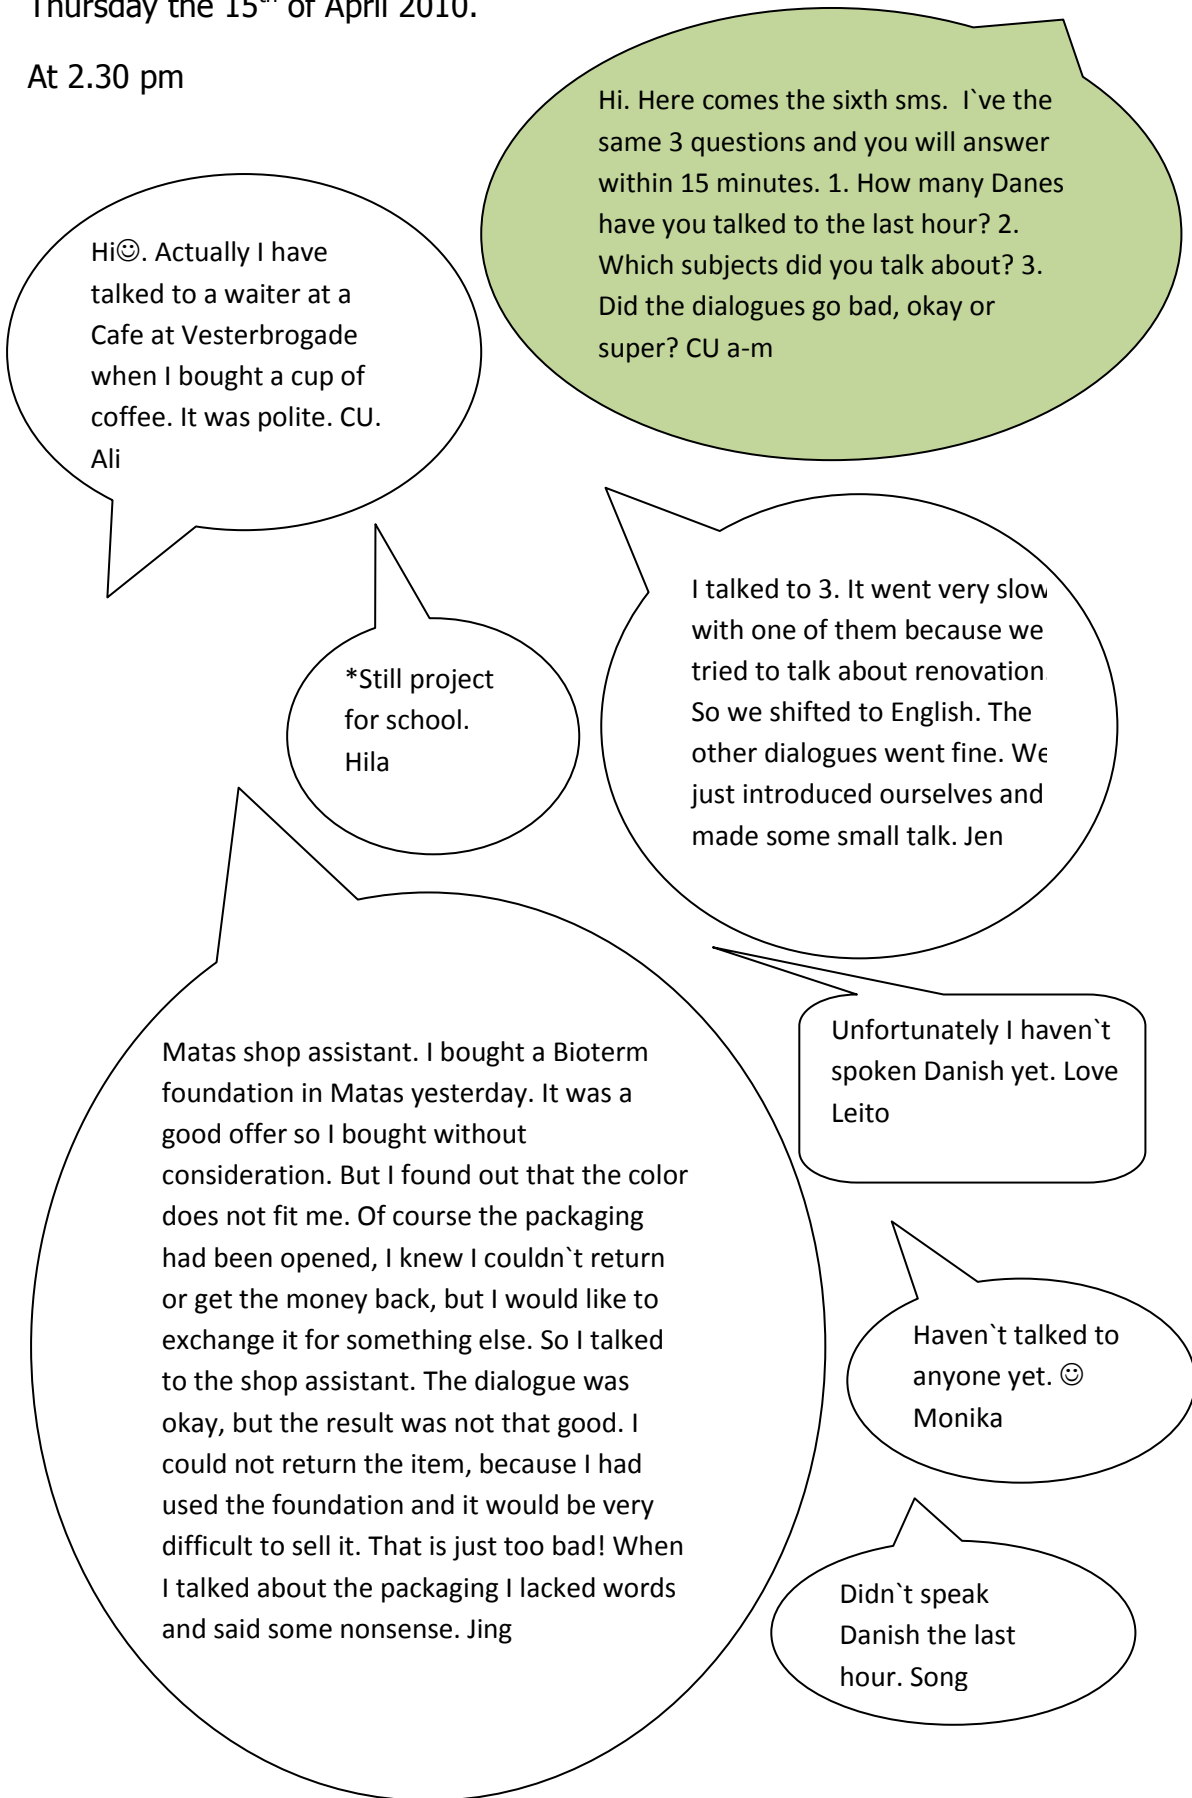 Thursday the 15th of April 2010.
At 2.30 pm
Hi. Here comes the sixth sms.  I`ve the
same 3 questions and you will answer
within 15 minutes. 1. How many Danes
have you talked to the last hour? 2.
Which subjects did you talk about? 3.
Did the dialogues go bad, okay or
super? CU a-m
Hi☺. Actually I have
talked to a waiter at a
Cafe at Vesterbrogade
when I bought a cup of
coffee. It was polite. CU.
Ali
I talked to 3. It went very slow
with one of them because we
tried to talk about renovation.
So we shifted to English. The
other dialogues went fine. We
just introduced ourselves and
made some small talk. Jen
*Still project
for school.
Hila
Unfortunately I haven`t
spoken Danish yet. Love
Leito
Matas shop assistant. I bought a Bioterm
foundation in Matas yesterday. It was a
good offer so I bought without
consideration. But I found out that the color
does not fit me. Of course the packaging
had been opened, I knew I couldn`t return
or get the money back, but I would like to
exchange it for something else. So I talked
to the shop assistant. The dialogue was
okay, but the result was not that good. I
could not return the item, because I had
used the foundation and it would be very
difficult to sell it. That is just too bad! When
I talked about the packaging I lacked words
and said some nonsense. Jing
Haven`t talked to
anyone yet. ☺
Monika
Didn`t speak
Danish the last
hour. Song